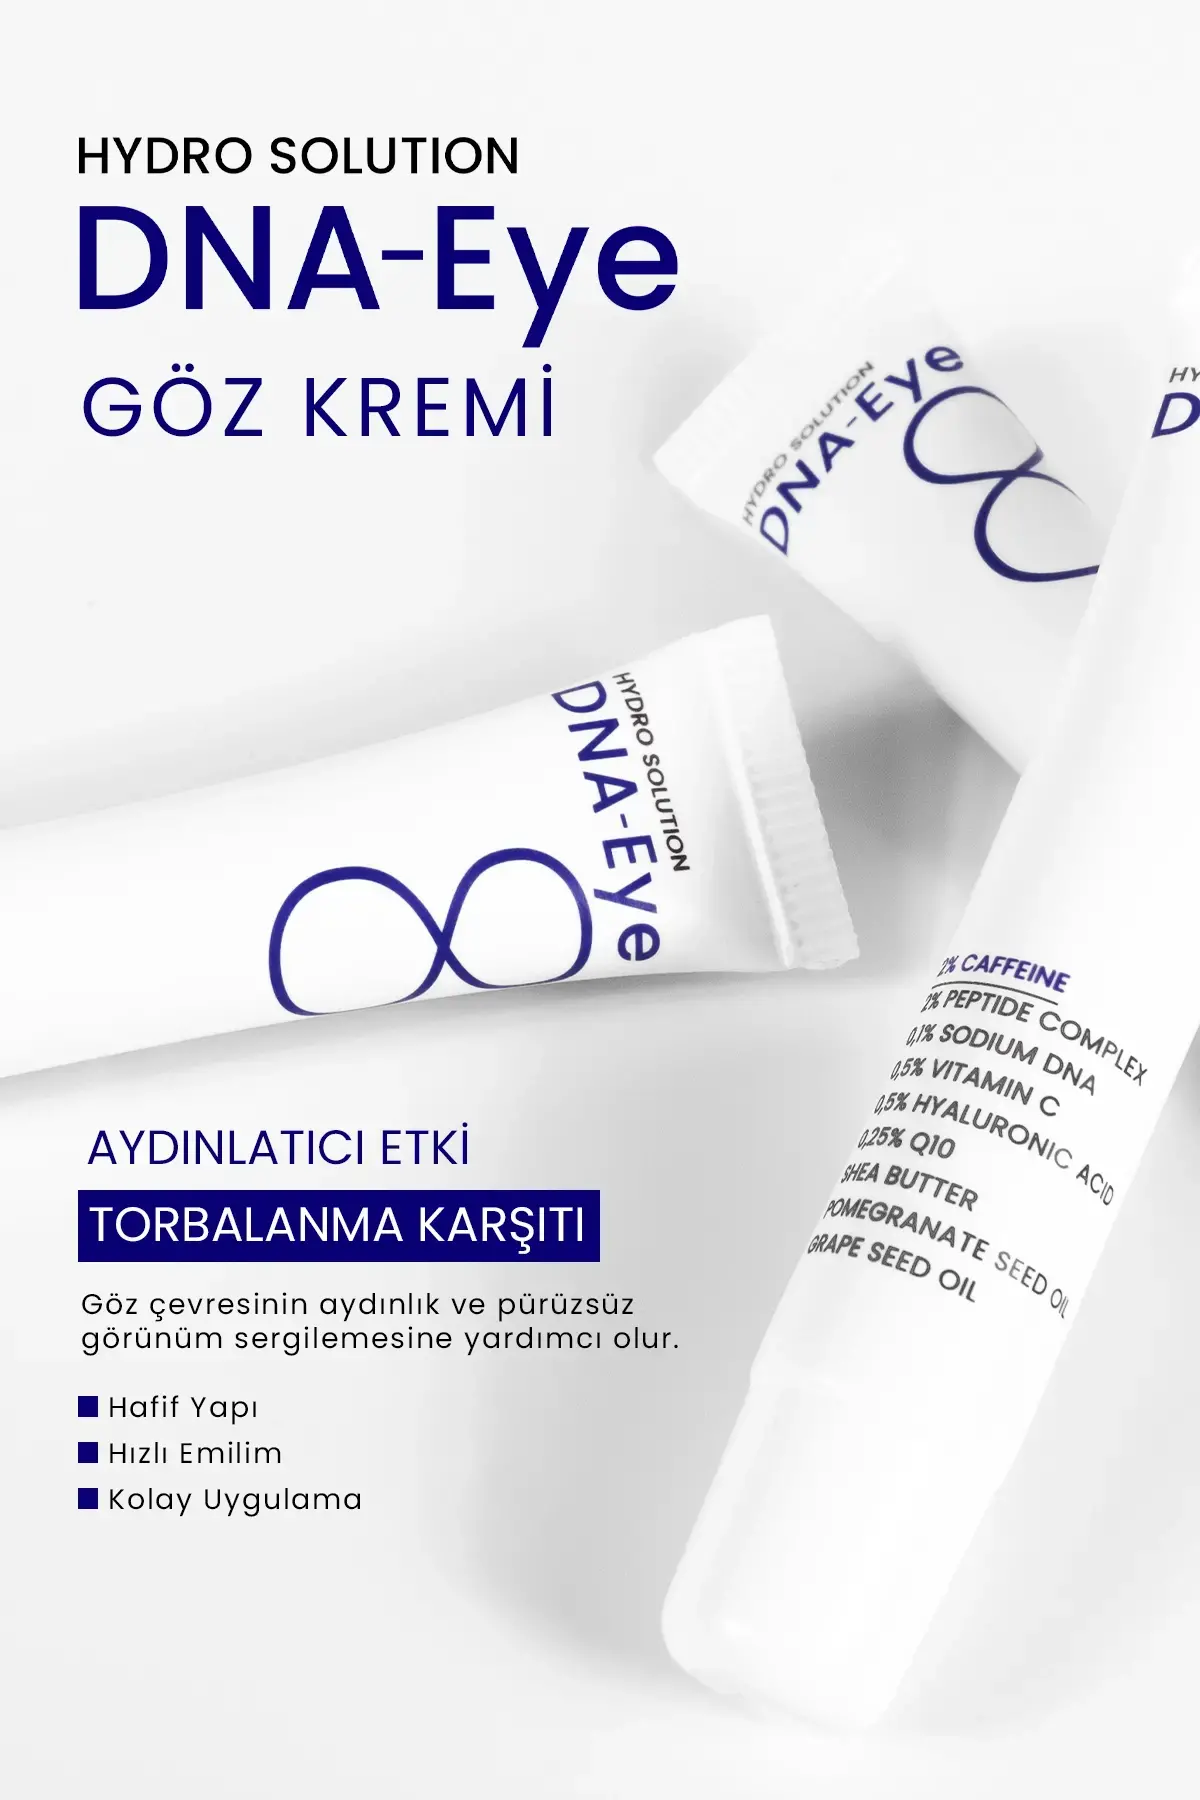 HYDRO SOLUTION
DNA-Eye
GÖZ KREMİ
HYDRO SOLUTION
DNA-Eye
HY
D
HYDRO SOLUTION
DNA-Eye
2% CAFFEINE
2% PEPTIDE COMPLEX
0,1% SODIUM DNA
0,5% VITAMIN C
0,5% HYALURONIC ACID
0,25% Q10
SHEA BUTTER
POMEGRANATE SEED OIL
GRAPE SEED OIL
AYDINLATICI ETKİ
TORBALANMA KARŞITI
Göz çevresinin aydınlık ve pürüzsüz
görünüm sergilemesine yardımcı olur.
Hafif Yapı
Hızlı Emilim
Kolay Uygulama